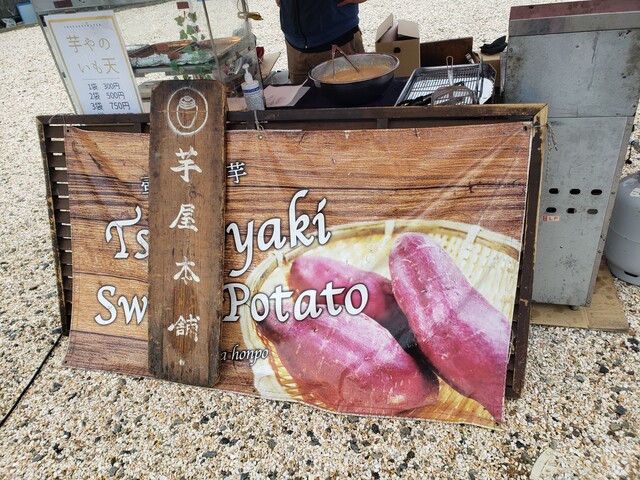 芋やの
いも天
1袋 300円
2袋 500円
3袋 750円
芋屋本舗
芋
Ts yaki
Sw Potato
a honpo